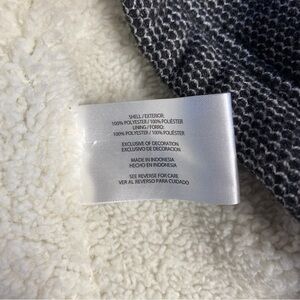 SHELL/EXTERIOR:
100% POLYESTER/100% POLIÉSTER
LINING/FORRO:
100% POLYESTER/100% POLIÉSTER
EXCLUSIVE OF DECORATION
EXCLUSIVO DE DECORACIÓN
MADE IN INDONESIA
HECHO EN INDONESIA
SEE REVERSE FOR CARE
VER AL REVERSO PARA CUIDADO